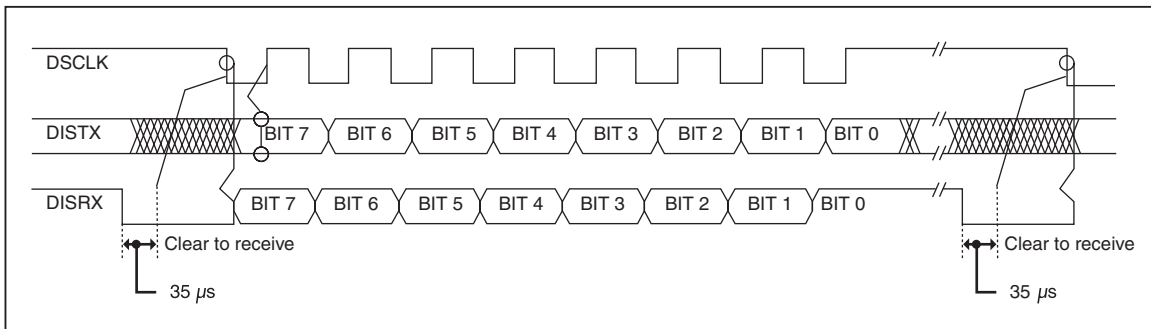 DSCLK
DISTX BIT 7 BIT 6 BIT 5 BIT 4 BIT 3 BIT 2 BIT 1 BIT 0
DISRX BIT 7 BIT 6 BIT 5 BIT 4 BIT 3 BIT 2 BIT 1 BIT 0
Clear to receive Clear to receive
35 µs 35 µs